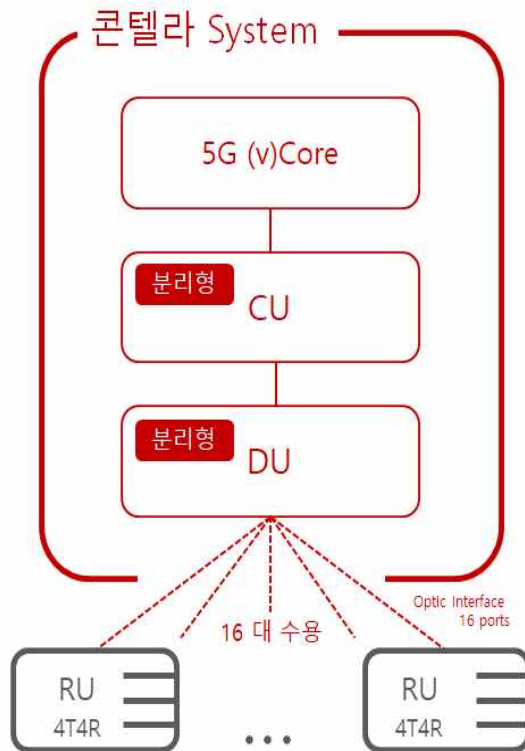 콘텔라 System
5G (v)Core
분리형
CU
분리형
DU
Optic Interface
16 ports
16 대 수용
RU
4T4R
...
RU
4T4R